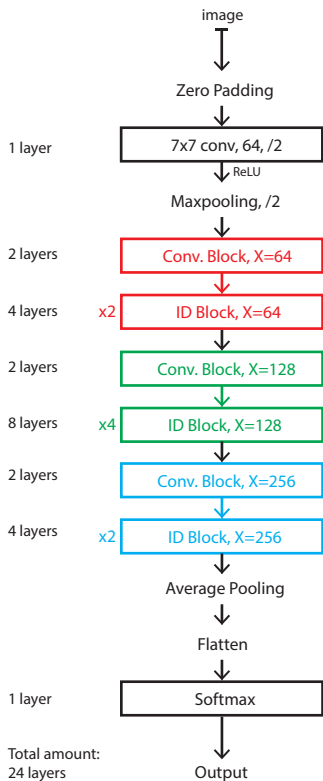 image
Zero Padding
1 layer 7x7 conv, 64, /2
ReLU
Maxpooling, /2
2 layers Conv. Block, X=64
4 layers x2 ID Block, X=64
2 layers Conv. Block, X=128
8 layers x4 ID Block, X=128
2 layers Conv. Block, X=256
4 layers x2 ID Block, X=256
Average Pooling
Flatten
1 layer Softmax
Total amount:
24 layers Output